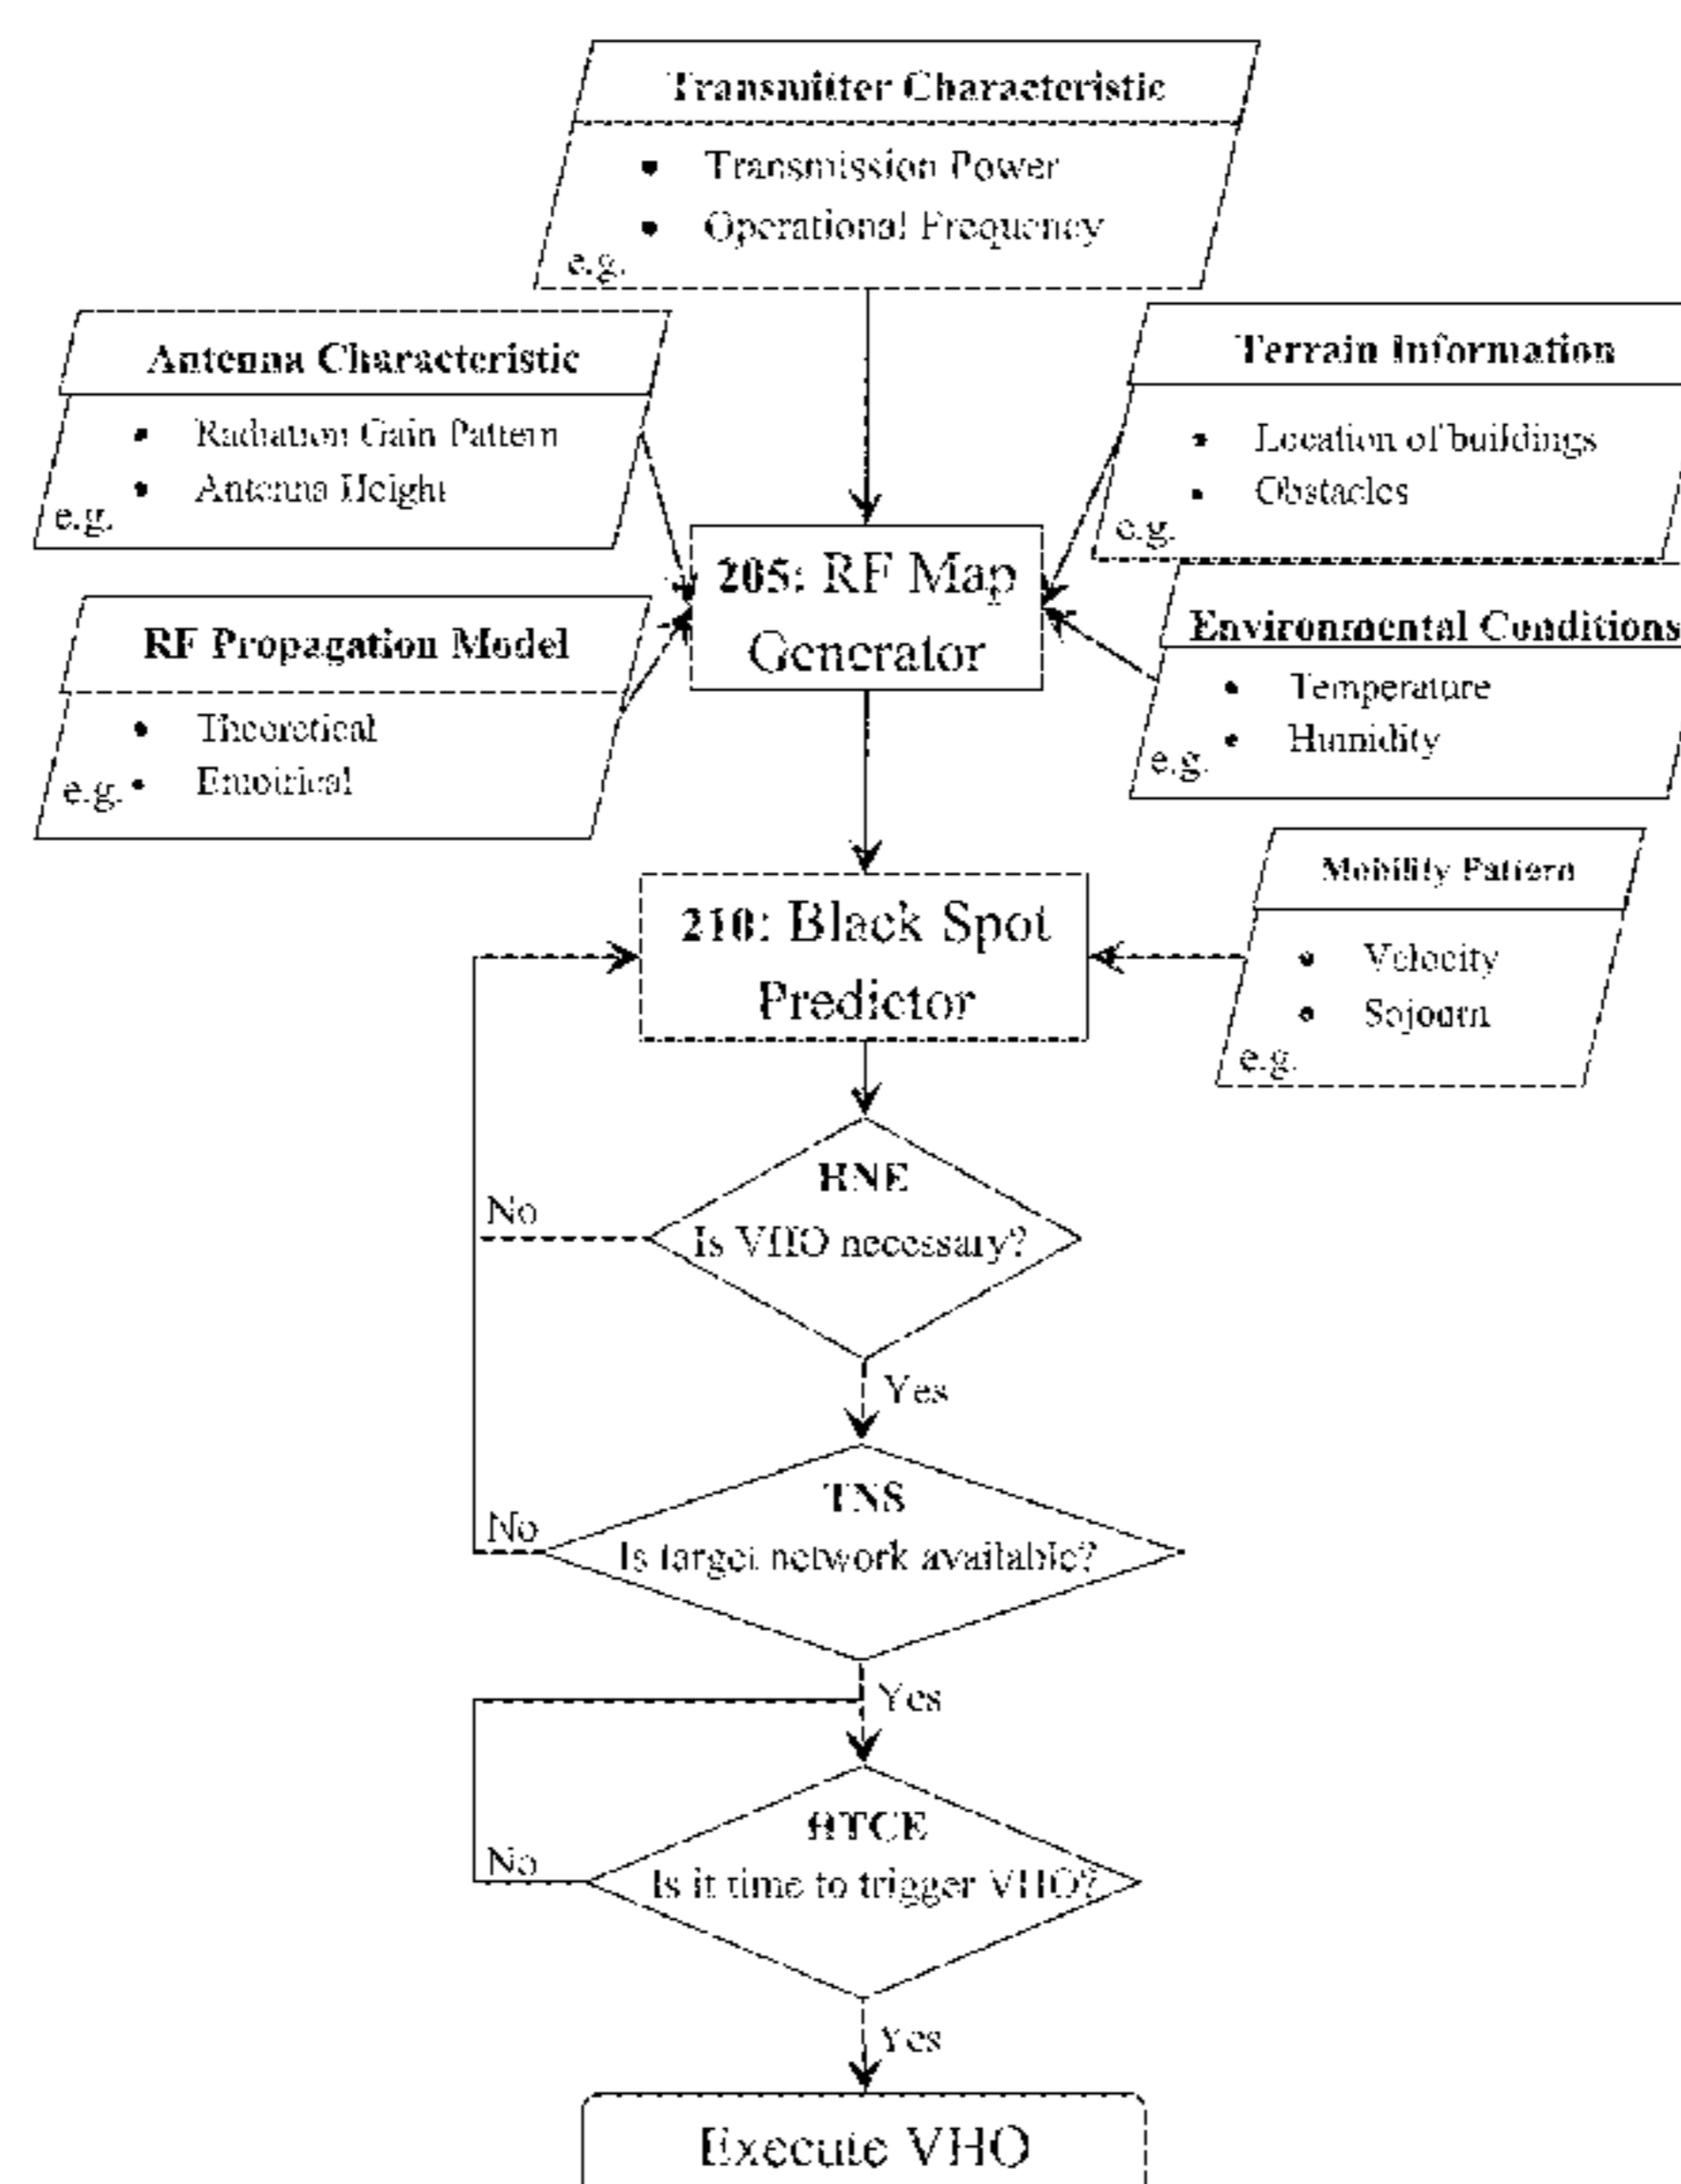 Transmitter Characteristic
• Transmission Power
• Operational Frequency
e.g.
Antenna Characteristic
• Radiation Gain Pattern
• Antenna Height
e.g.
Terrain Information
• Location of buildings
• Obstacles
e.g.
205: RF Map
Generator
RF Propagation Model
• Theoretical
• Empirical
e.g.
Environmental Conditions
• Temperature
• Humidity
e.g.
210: Black Spot
Predictor
Mobility Pattern
• Velocity
• Sojourn
e.g.
HNE
Is VHO necessary?
No
Yes
TNS
Is target network available?
No
Yes
HTCE
Is it time to trigger VHO?
No
Yes
Execute VHO